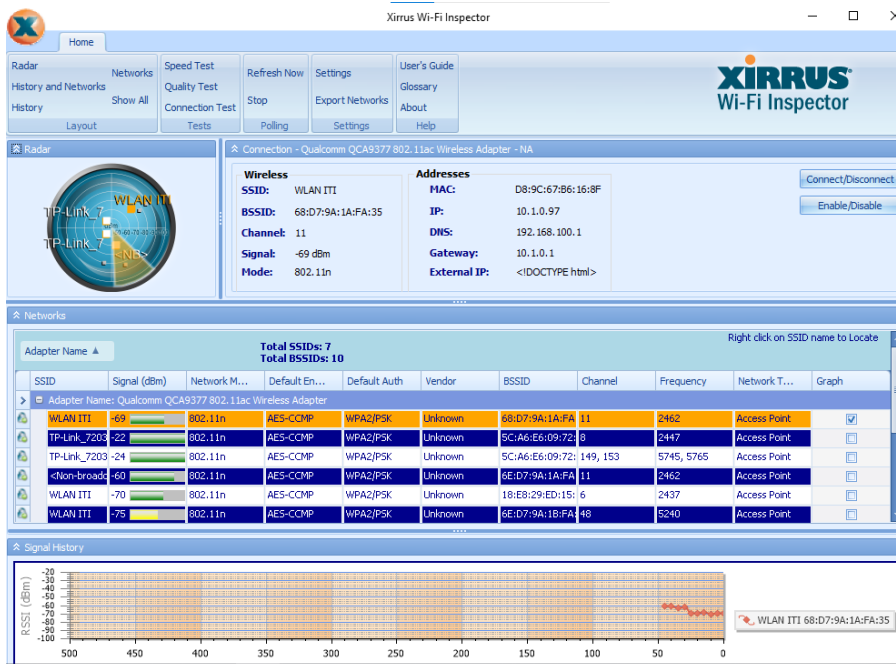 Xirrus Wi-Fi Inspector
Home
Radar
History and Networks
History
Networks
Show All
Layout
Speed Test
Quality Test
Connection Test
Tests
Refresh Now
Stop
Polling
Settings
Export Networks
Settings
User's Guide
Glossary
About
Help
XIRRUS
Wi-Fi Inspector
Radar
WLAN ITI
TP-Link_7
TP-Link_7
<NB>
Connection - Qualcomm QCA9377 802.11ac Wireless Adapter - NA
Wireless
SSID: WLAN ITI
BSSID: 68:D7:9A:1A:FA:35
Channel: 11
Signal: -69 dBm
Mode: 802.11n
Addresses
MAC: D8:9C:67:B6:16:8F
IP: 10.1.0.97
DNS: 192.168.100.1
Gateway: 10.1.0.1
External IP: <!DOCTYPE html>
Connect/Disconnect
Enable/Disable
Networks
Adapter Name
Total SSIDs: 7
Total BSSIDs: 10
Right click on SSID name to Locate
SSID Signal (dBm) Network M... Default En... Default Auth Vendor BSSID Channel Frequency Network T... Graph
Adapter Name: Qualcomm QCA9377 802.11ac Wireless Adapter
WLAN ITI -69 802.11n AES-CCMP WPA2/PSK Unknown 68:D7:9A:1A:FA 11 2462 Access Point
TP-Link_7203 -22 802.11n AES-CCMP WPA2/PSK Unknown 5C:A6:E6:09:72: 8 2447 Access Point
TP-Link_7203 -24 802.11n AES-CCMP WPA2/PSK Unknown 5C:A6:E6:09:72: 149, 153 5745, 5765 Access Point
<Non-broadc -60 802.11n AES-CCMP WPA2/PSK Unknown 6E:D7:9A:1A:FA 11 2462 Access Point
WLAN ITI -70 802.11n AES-CCMP WPA2/PSK Unknown 18:E8:29:ED:15: 6 2437 Access Point
WLAN ITI -75 802.11n AES-CCMP WPA2/PSK Unknown 6E:D7:9A:1B:FA: 48 5240 Access Point
Signal History
RSSI (dBm)
-20
-30
-40
-50
-60
-70
-80
-90
-100
500 450 400 350 300 250 200 150 100 50 0
WLAN ITI 68:D7:9A:1A:FA:35